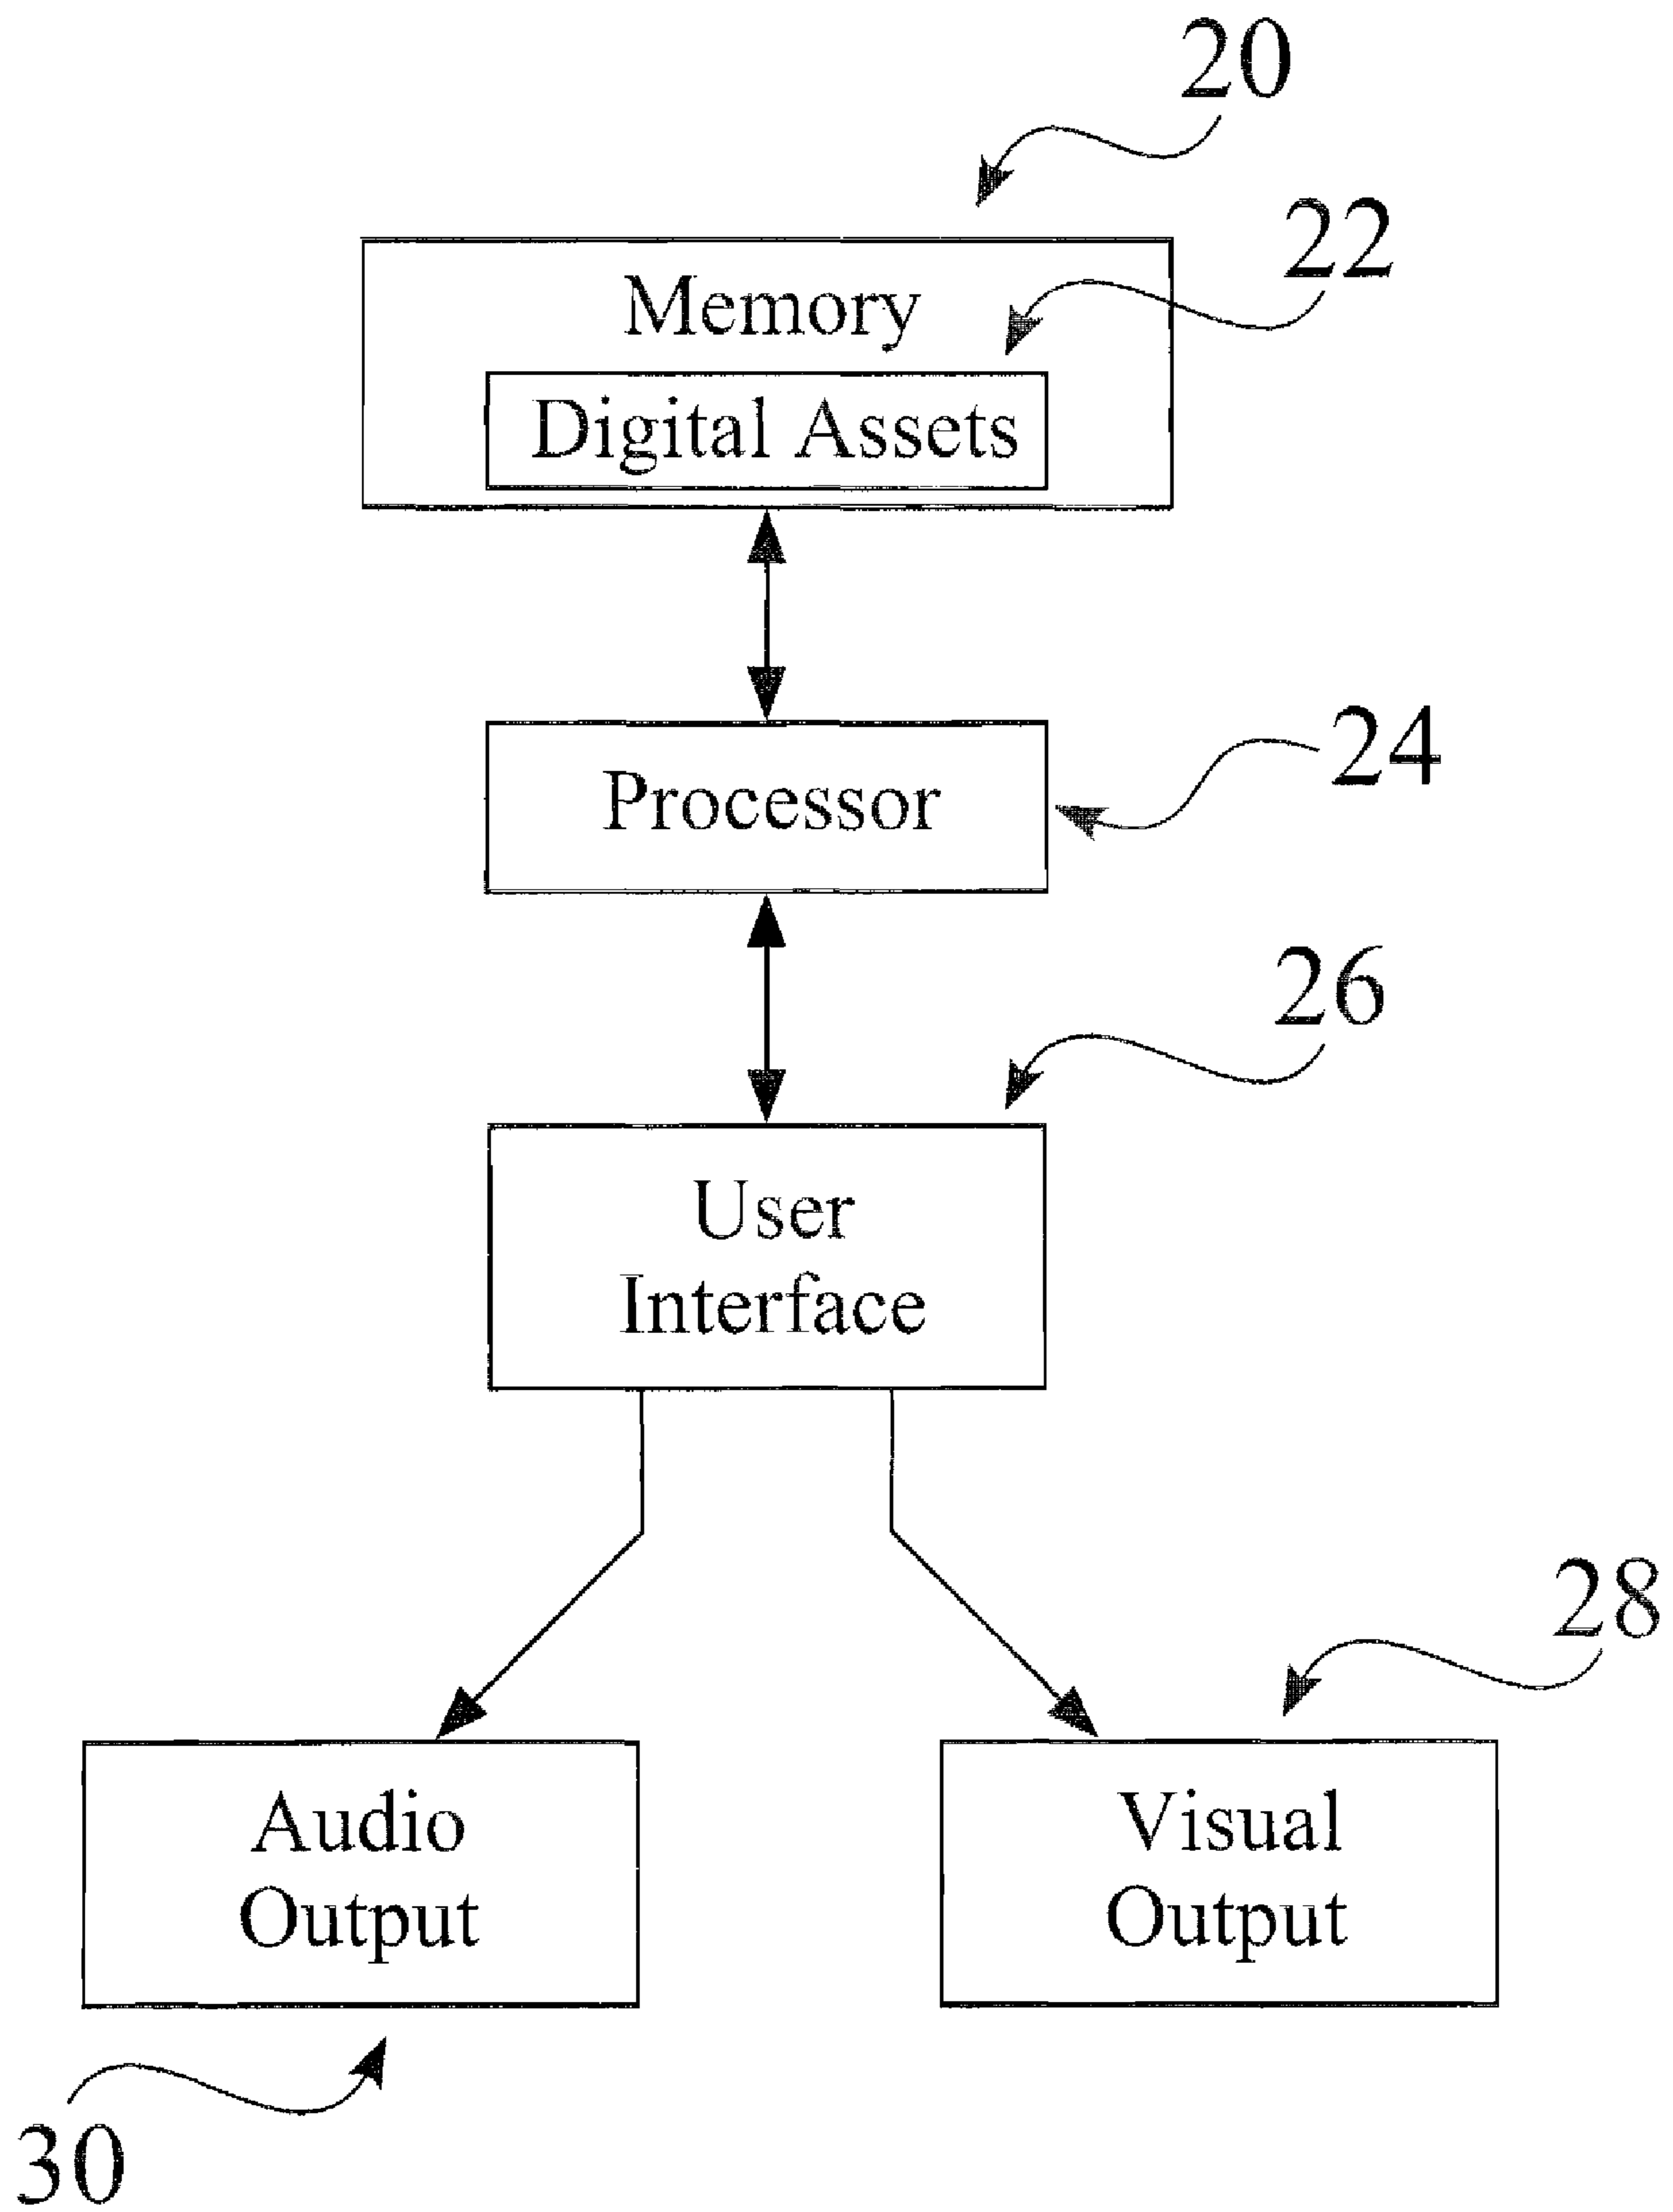 20
22
Memory
Digital Assets
24
Processor
26
User
Interface
28
Audio
Output
Visual
Output
30